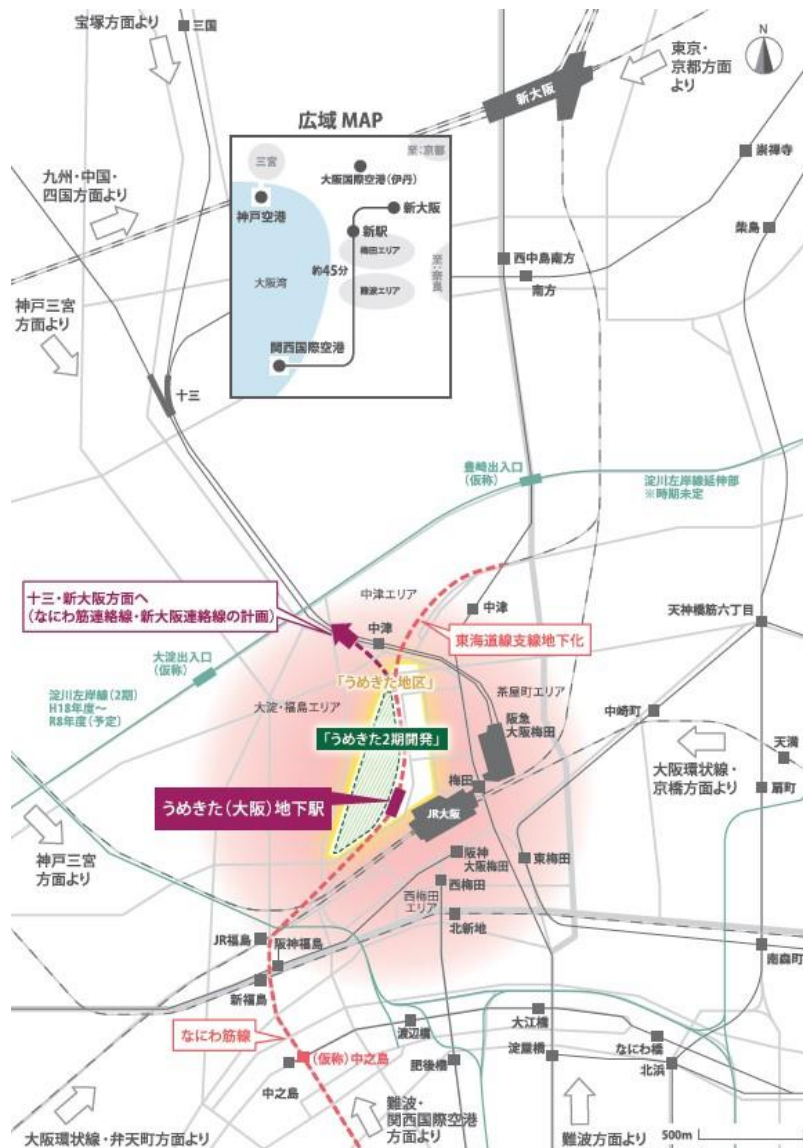 宝塚方面より
三国
東京・
京都方面
より
N
新大阪
広域 MAP
三宮
至:京都
大阪国際空港(伊丹)
神戸空港
新大阪
新駅
梅田エリア
約45分
大阪湾
難波エリア
至:奈良
関西国際空港
崇禅寺
九州・中国・
四国方面より
柴島
西中島南方
南方
神戸三宮
方面より
十三
豊崎出入口
(仮称)
淀川左岸線延伸部
※時期未定
十三・新大阪方面へ
(なにわ筋連絡線・新大阪連絡線の計画)
中津エリア
中津
天神橋筋六丁目
大淀出入口
(仮称)
中津
東海道線支線地下化
「うめきた地区」
淀川左岸線(2期)
H18年度〜
R8年度(予定)
大淀・福島エリア
茶屋町エリア
阪急
大阪梅田
中崎町
「うめきた2期開発」
天満
大阪環状線・
京橋方面より
梅田
扇町
うめきた(大阪)地下駅
JR大阪
神戸三宮
方面より
阪神
大阪梅田
東梅田
西梅田
西梅田
エリア
北新地
JR福島
阪神福島
南森町
新福島
なにわ筋線
渡辺橋
大江橋
(仮称)中之島
なにわ橋
中之島
肥後橋
淀屋橋
北浜
大阪環状線・弁天町方面より
難波・
関西国際空港
方面より
難波方面より
500m